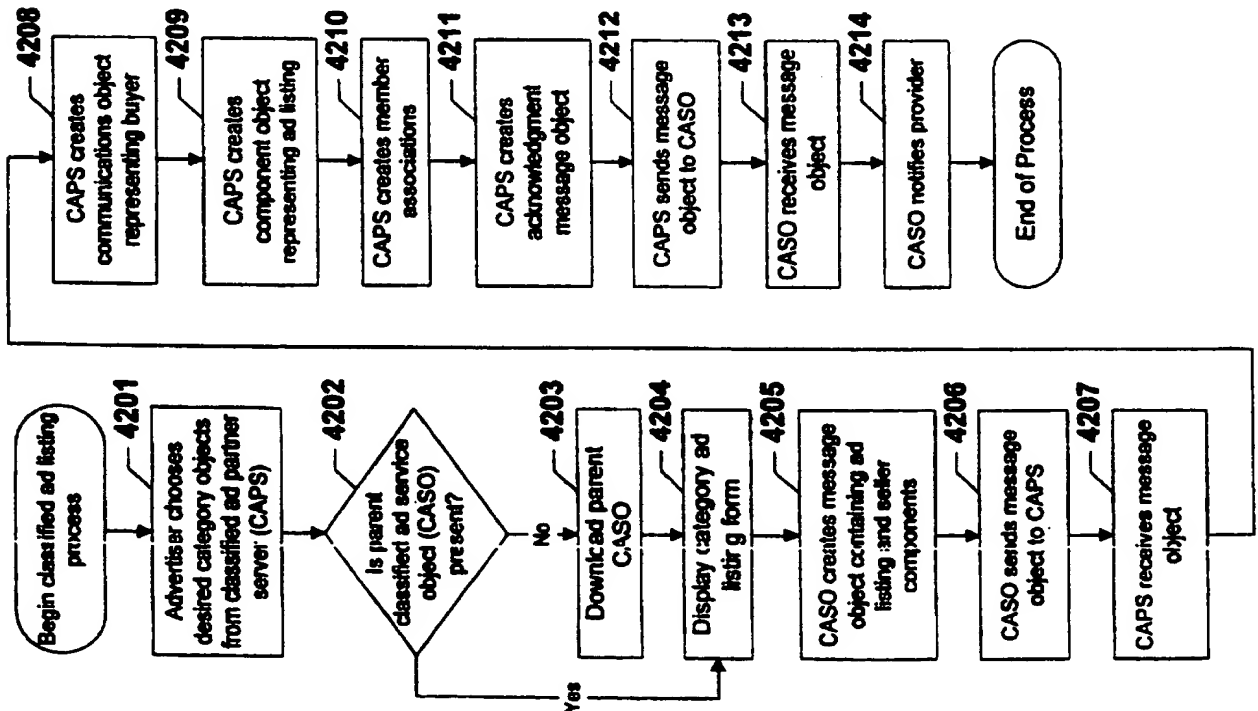 Begin classified ad listing
process
4201
Advertiser chooses
desired category objects
from classified ad partner
server (CAPS)
4202
Is parent
classified ad service
object (CASO)
present?
No
Yes
4203
Download parent
CASO
4204
Display category ad
listing form
4205
CASO creates message
object containing ad
listing and seller
components
4206
CASO sends message
object to CAPS
4207
CAPS receives message
object
4208
CAPS creates
communications object
representing buyer
4209
CAPS creates
component object
representing ad listing
4210
CAPS creates member
associations
4211
CAPS creates
acknowledgment
message object
4212
CAPS sends message
object to CASO
4213
CASO receives message
object
4214
CASO notifies provider
End of Process